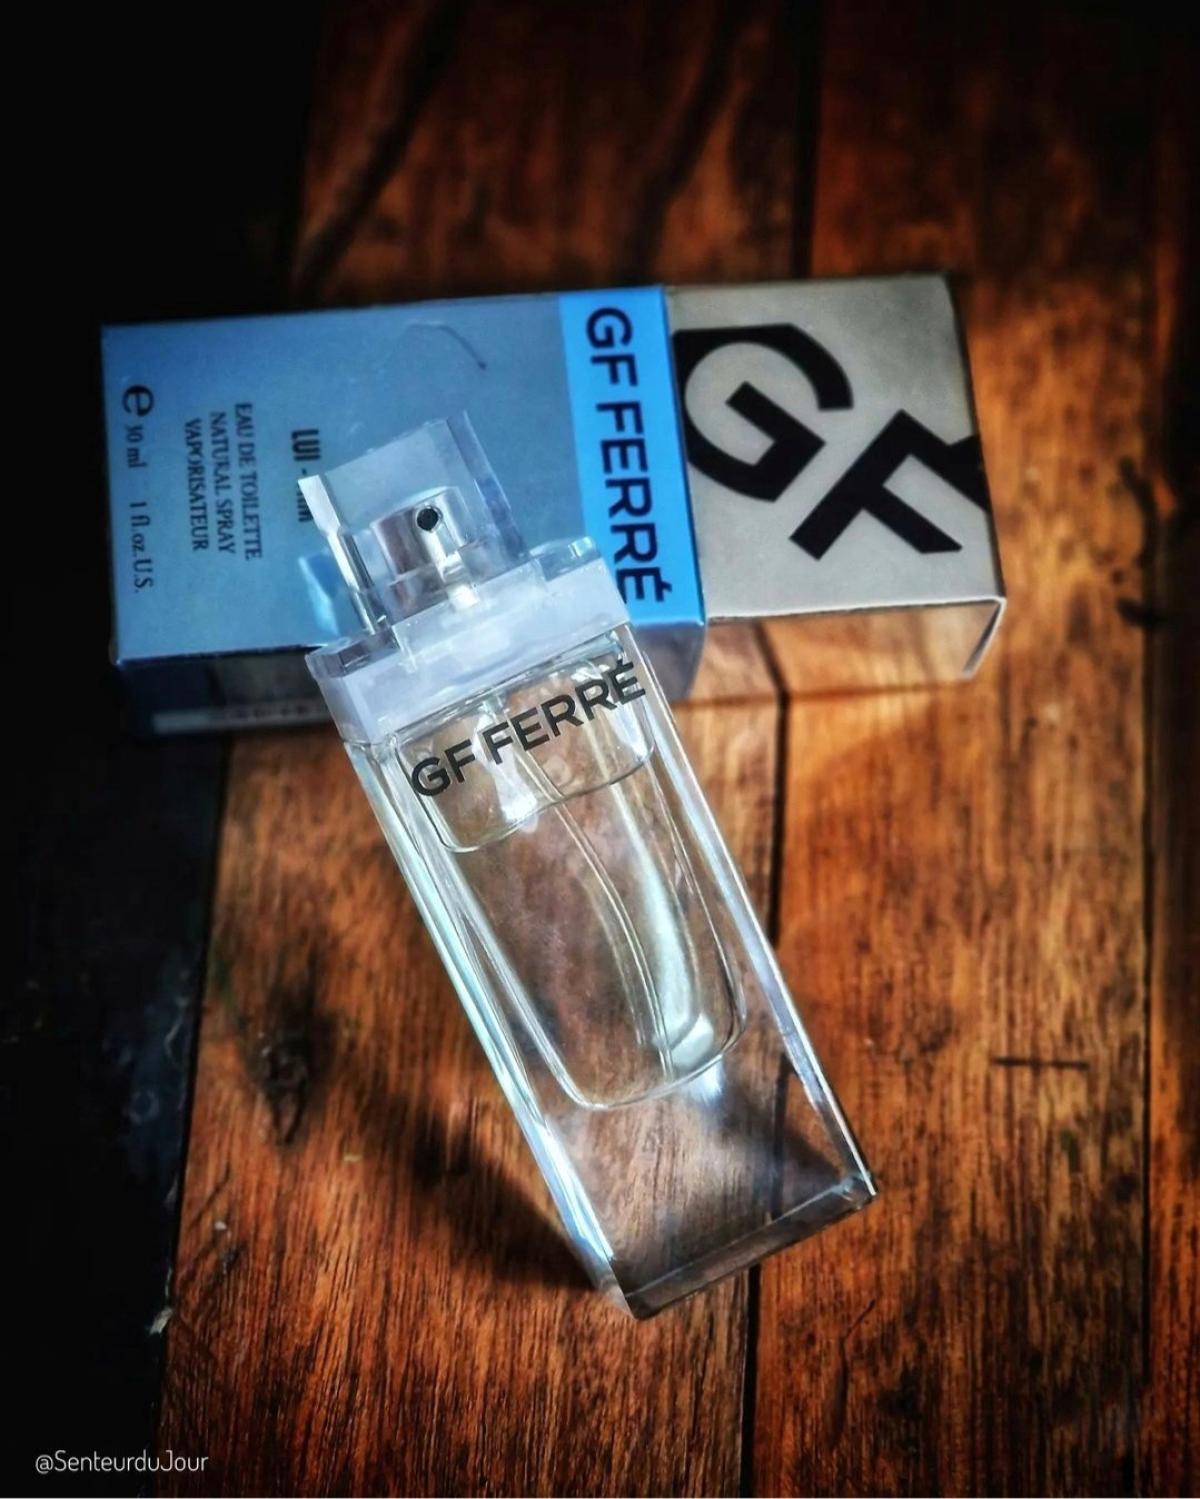 GF FERRÉ
GF
LUI -
EAU DE TOILETTE
NATURAL SPRAY
VAPORISATEUR
e 30 ml 1 fl.oz.U.S.
GF FERRÉ
@SenteurduJour